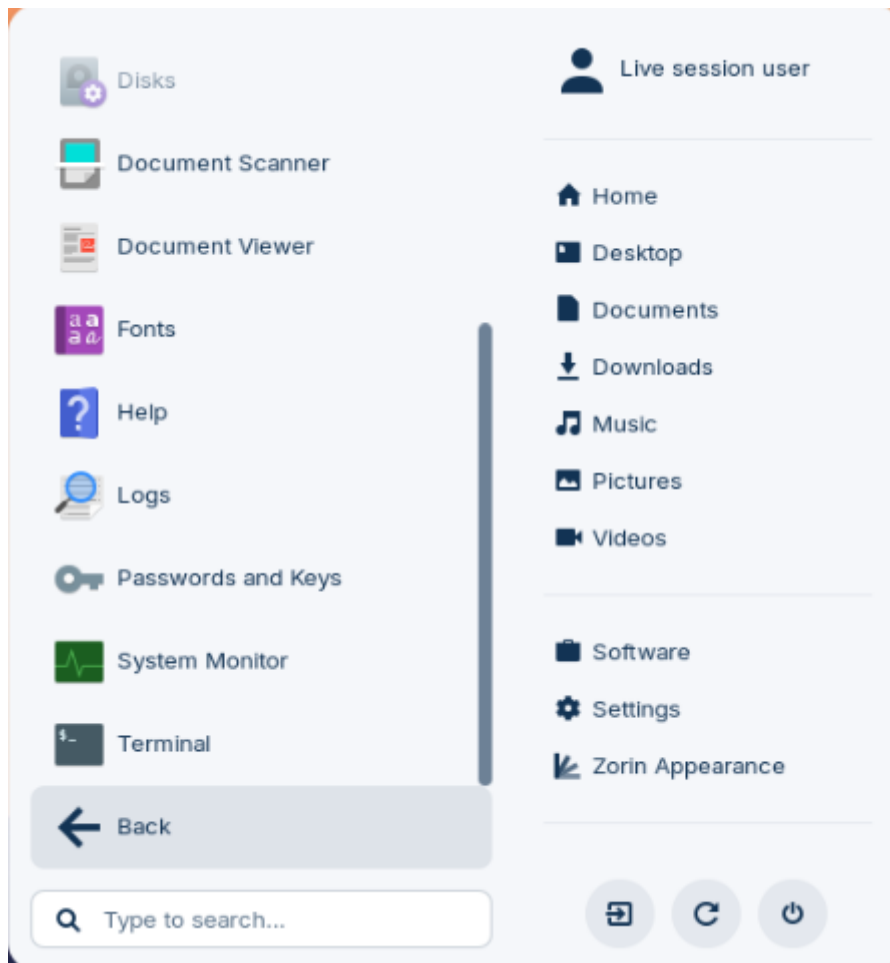 Disks
Document Scanner
Document Viewer
Fonts
Help
Logs
Passwords and Keys
System Monitor
$_
Terminal
Back
Type to search...
Live session user
Home
Desktop
Documents
Downloads
Music
Pictures
Videos
Software
Settings
Zorin Appearance